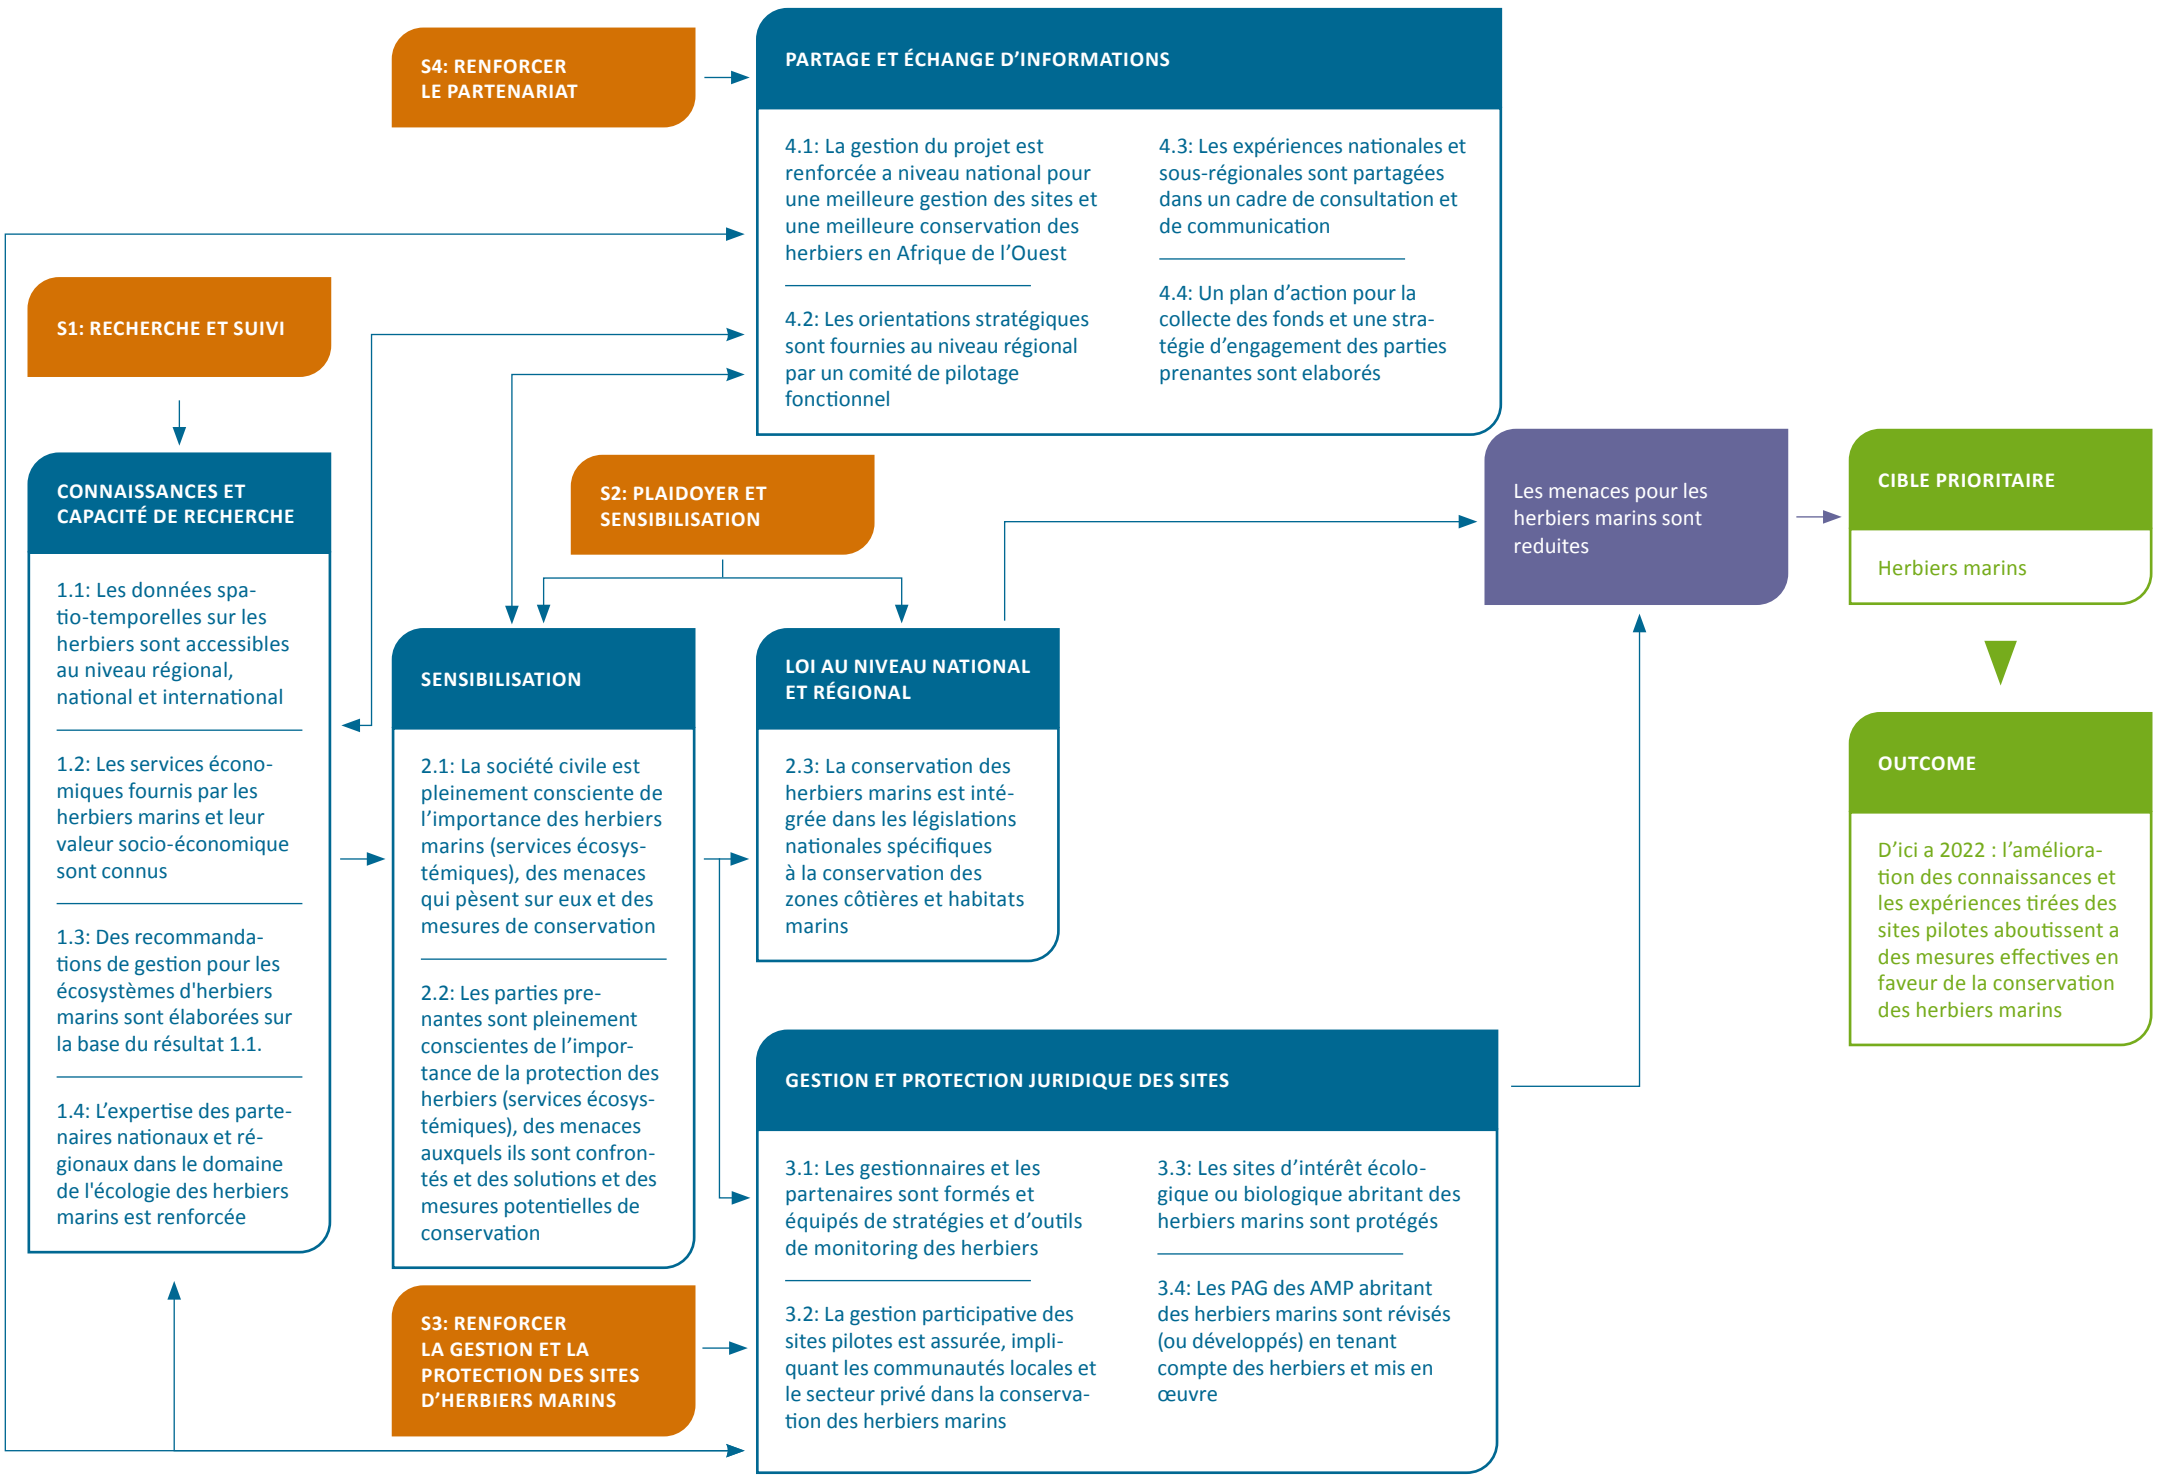 S4: RENFORCER
LE PARTENARIAT
PARTAGE ET ÉCHANGE D’INFORMATIONS
4.1: La gestion du projet est
renforcée a niveau national pour
une meilleure gestion des sites et
une meilleure conservation des
herbiers en Afrique de l’Ouest
4.2: Les orientations stratégiques
sont fournies au niveau régional
par un comité de pilotage
fonctionnel
4.3: Les expériences nationales et
sous-régionales sont partagées
dans un cadre de consultation et
de communication
4.4: Un plan d’action pour la
collecte des fonds et une stra-
tégie d’engagement des parties
prenantes sont elaborés
S1: RECHERCHE ET SUIVI
CONNAISSANCES ET
CAPACITÉ DE RECHERCHE
1.1: Les données spa-
tio-temporelles sur les
herbiers sont accessibles
au niveau régional,
national et international
1.2: Les services écono-
miques fournis par les
herbiers marins et leur
valeur socio-économique
sont connus
1.3: Des recommanda-
tions de gestion pour les
écosystèmes d'herbiers
marins sont élaborées sur
la base du résultat 1.1.
1.4: L’expertise des parte-
naires nationaux et ré-
gionaux dans le domaine
de l'écologie des herbiers
marins est renforcée
S2: PLAIDOYER ET
SENSIBILISATION
SENSIBILISATION
2.1: La société civile est
pleinement consciente de
l’importance des herbiers
marins (services écosys-
témiques), des menaces
qui pèsent sur eux et des
mesures de conservation
2.2: Les parties pre-
nantes sont pleinement
conscientes de l’impor-
tance de la protection des
herbiers (services écosys-
témiques), des menaces
auxquels ils sont confron-
tés et des solutions et des
mesures potentielles de
conservation
LOI AU NIVEAU NATIONAL
ET RÉGIONAL
2.3: La conservation des
herbiers marins est inté-
grée dans les législations
nationales spécifiques
à la conservation des
zones côtières et habitats
marins
S3: RENFORCER
LA GESTION ET LA
PROTECTION DES SITES
D’HERBIERS MARINS
GESTION ET PROTECTION JURIDIQUE DES SITES
3.1: Les gestionnaires et les
partenaires sont formés et
équipés de stratégies et d’outils
de monitoring des herbiers
3.2: La gestion participative des
sites pilotes est assurée, impli-
quant les communautés locales et
le secteur privé dans la conserva-
tion des herbiers marins
3.3: Les sites d’intérêt écolo-
gique ou biologique abritant des
herbiers marins sont protégés
3.4: Les PAG des AMP abritant
des herbiers marins sont révisés
(ou développés) en tenant
compte des herbiers et mis en
œuvre
Les menaces pour les
herbiers marins sont
reduites
CIBLE PRIORITAIRE
Herbiers marins
OUTCOME
D’ici a 2022 : l’améliora-
tion des connaissances et
les expériences tirées des
sites pilotes aboutissent a
des mesures effectives en
faveur de la conservation
des herbiers marins